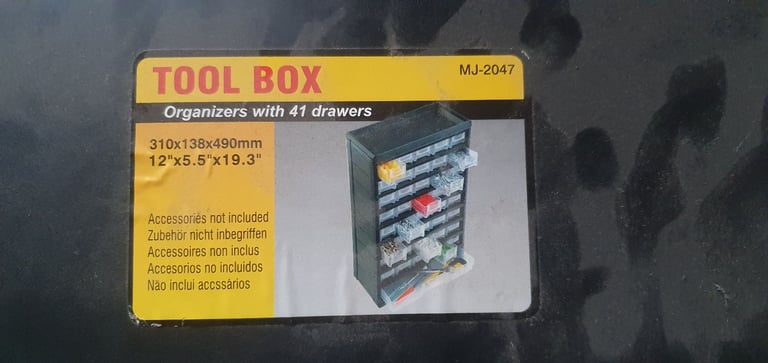 TOOL BOX
MJ-2047
Organizers with 41 drawers
310x138x490mm
12"x5.5"x19.3"
Accessories not included
Zubehör nicht inbegriffen
Accessoires non inclus
Accesorios no incluidos
Não inclui accssários